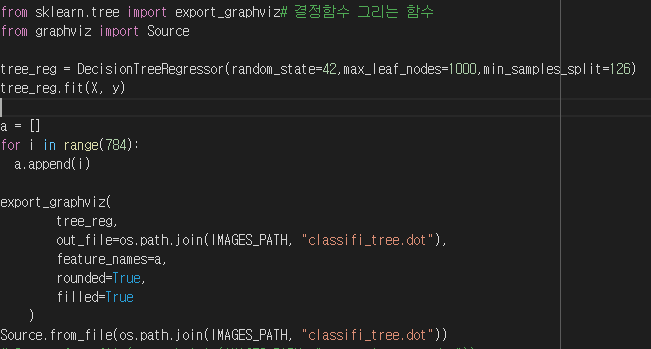 from sklearn.tree import export_graphviz# 결정함수 그리는 함수
from graphviz import Source
tree_reg = DecisionTreeRegressor(random_state=42,max_leaf_nodes=1000,min_samples_split=126)
tree_reg.fit(X, y)
a = []
for i in range(784):
  a.append(i)
export_graphviz(
        tree_reg,
        out_file=os.path.join(IMAGES_PATH, "classifi_tree.dot"),
        feature_names=a,
        rounded=True,
        filled=True
    )
Source.from_file(os.path.join(IMAGES_PATH, "classifi_tree.dot"))